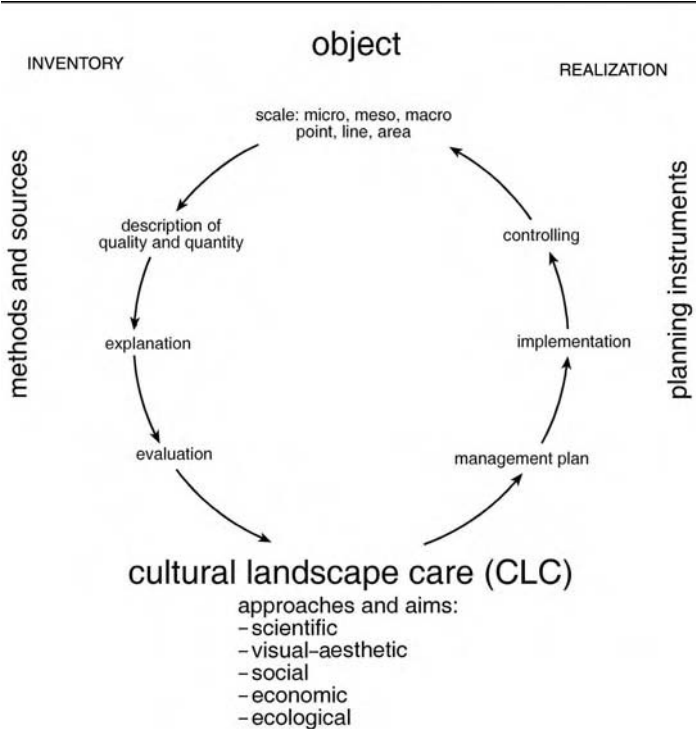 object
INVENTORY
REALIZATION
scale: micro, meso, macro
point, line, area
methods and sources
planning instruments
description of
quality and quantity
controlling
explanation
implementation
evaluation
management plan
cultural landscape care (CLC)
approaches and aims:
– scientific
– visual–aesthetic
– social
– economic
– ecological